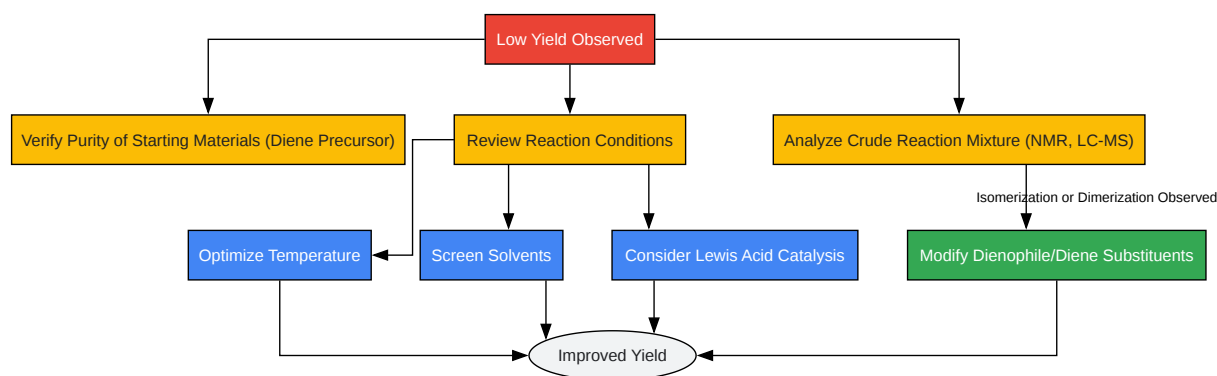 Low Yield Observed
Verify Purity of Starting Materials (Diene Precursor)
Review Reaction Conditions
Analyze Crude Reaction Mixture (NMR, LC-MS)
Isomerization or Dimerization Observed
Optimize Temperature
Screen Solvents
Consider Lewis Acid Catalysis
Modify Dienophile/Diene Substituents
Improved Yield